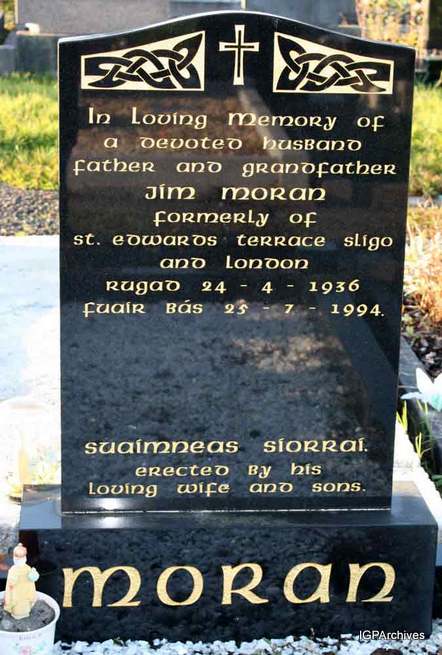 In Loving Memory of
a devoted husband
father and grandfather
Jim Moran
formerly of
St. Edwards Terrace Sligo
and London
Rugad 24 - 4 - 1936
Fuair Bás 25 - 7 - 1994.
Suaimneas Síorraí.
Erected by his
loving wife and sons.
Moran
IGPArchives